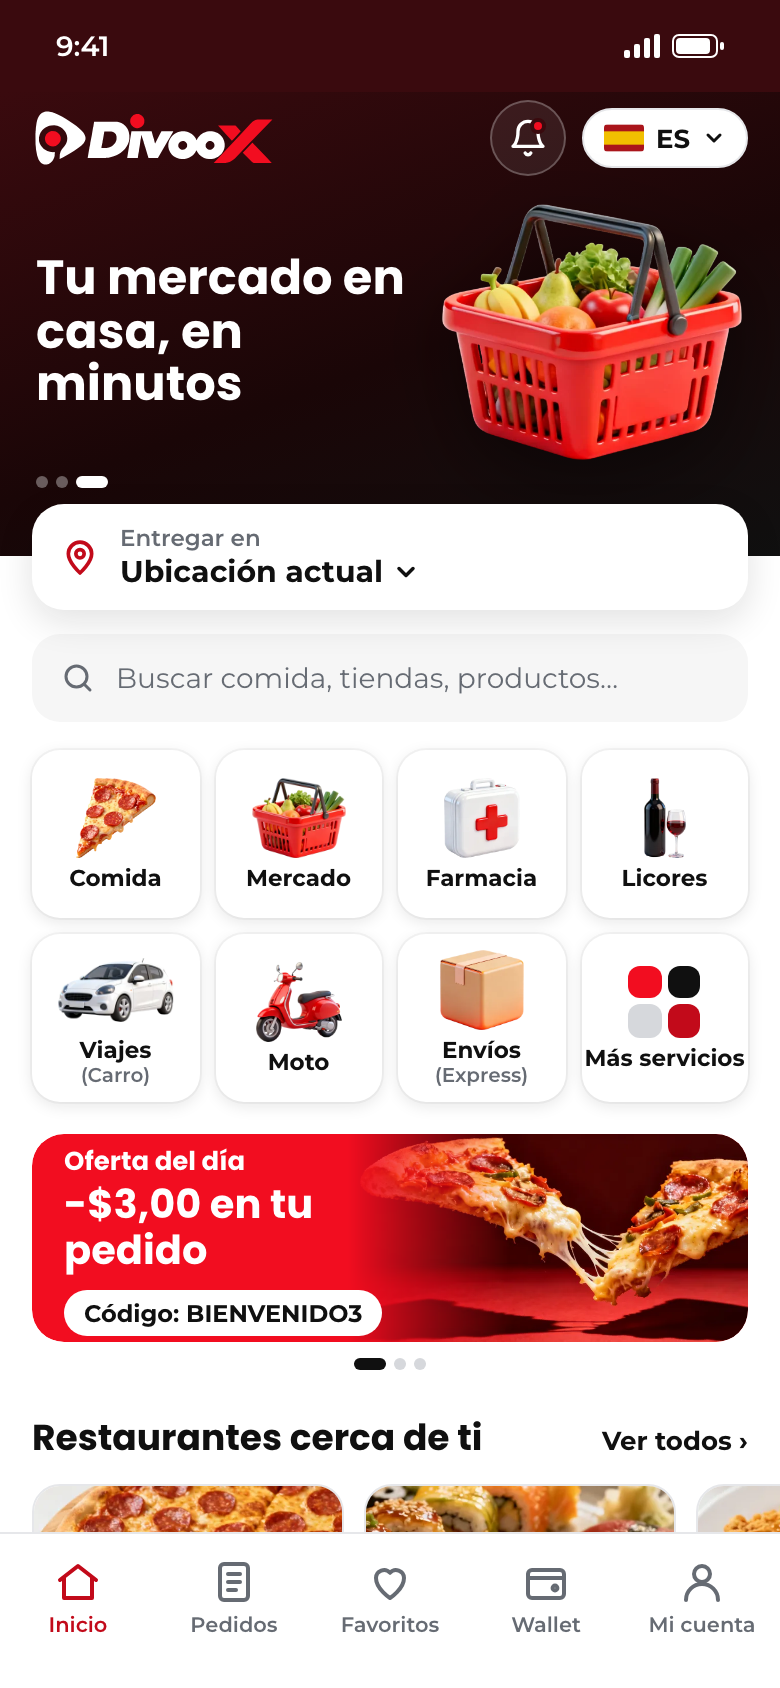 9:41
DivooX
ES
Tu mercado en
casa, en
minutos
Entregar en
Ubicación actual
Buscar comida, tiendas, productos...
Comida
Mercado
Farmacia
Licores
Viajes
(Carro)
Moto
Envíos
(Express)
Más servicios
Oferta del día
-$3,00 en tu
pedido
Código: BIENVENIDO3
Restaurantes cerca de ti
Ver todos ›
Inicio
Pedidos
Favoritos
Wallet
Mi cuenta